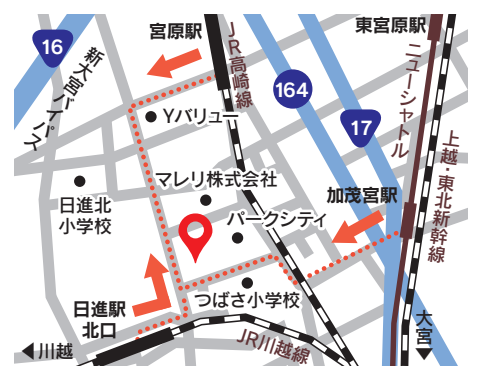 宮原駅
東宮原駅
16
新大宮バイパス
JR高崎線
ニューシャトル
164
17
Yバリュー
上越・東北新幹線
マレリ株式会社
加茂宮駅
日進北
小学校
パークシティ
つばさ小学校
日進駅
北口
大宮
川越
JR川越線